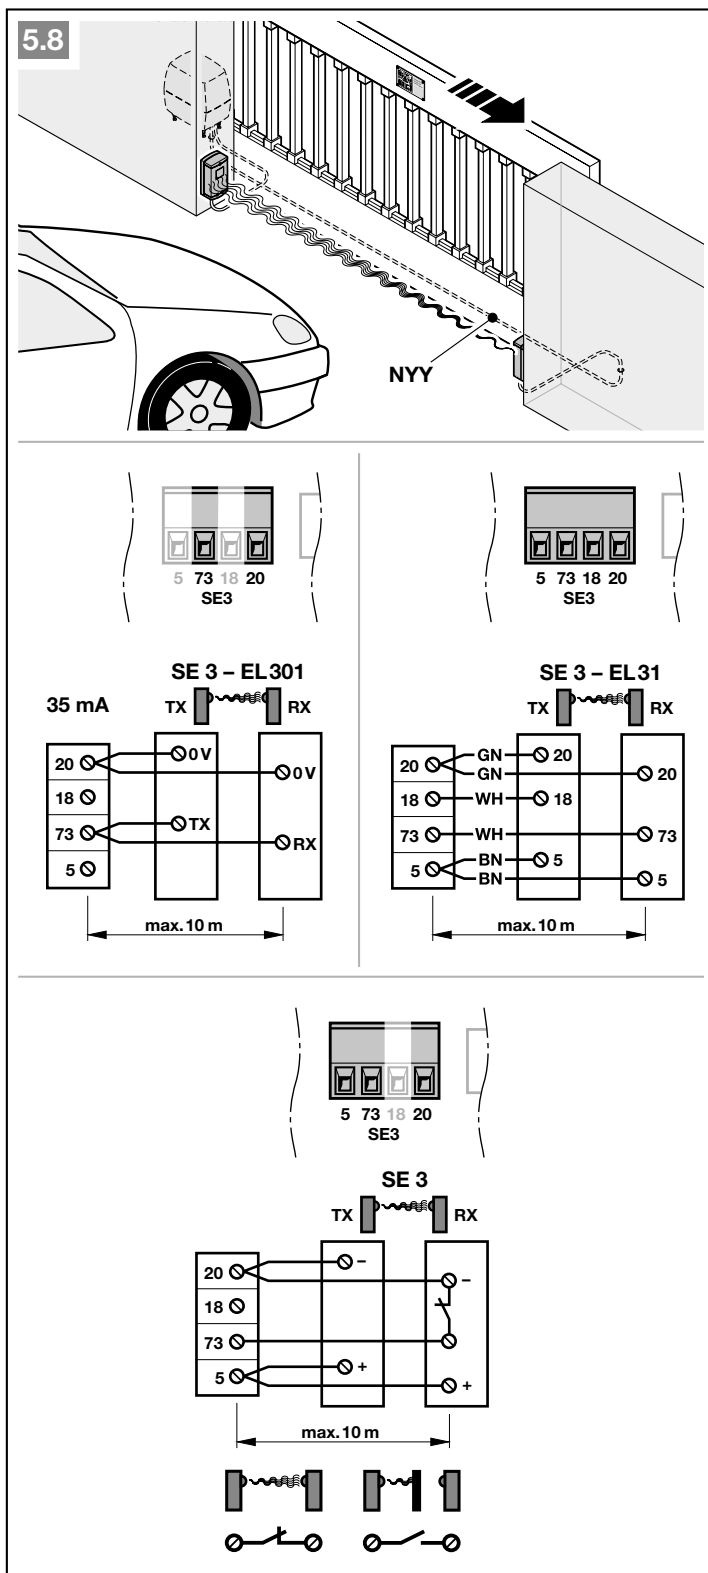 5.8
NYY
5 73 18 20
SE3
SE 3 – EL301
35 mA
TX
RX
20
0 V
0 V
18
73
TX
RX
5
max. 10 m
5 73 18 20
SE3
SE 3 – EL31
TX
RX
20
GN
20
GN
20
18
WH
18
73
WH
73
5
BN
5
BN
5
max. 10 m
5 73 18 20
SE3
SE 3
TX
RX
20
–
–
18
73
5
+
+
max. 10 m